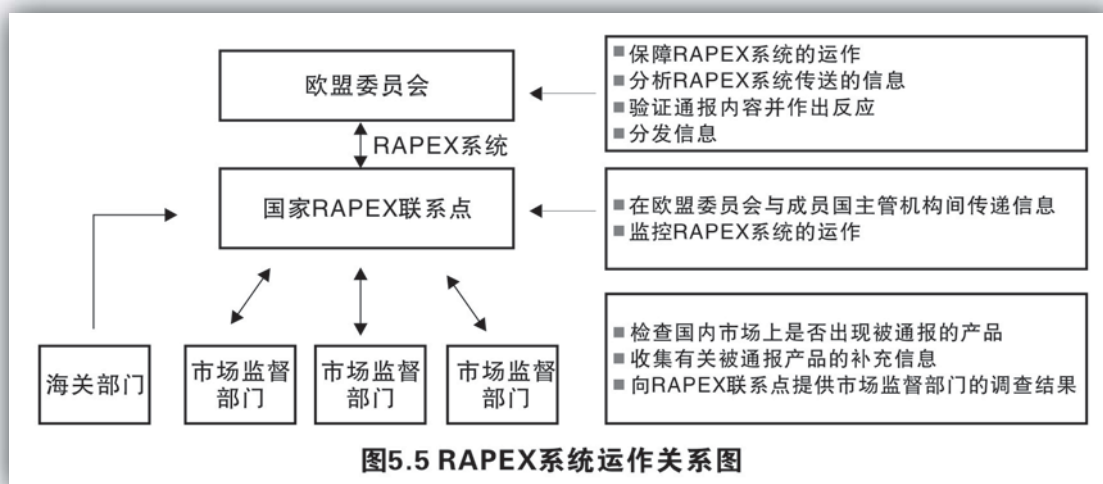 欧盟委员会
■保障RAPEX系统的运作
■分析RAPEX系统传送的信息
■验证通报内容并作出反应
■分发信息
RAPEX系统
国家RAPEX联系点
■在欧盟委员会与成员国主管机构间传递信息
■监控RAPEX系统的运作
海关部门
市场监督
部门
市场监督
部门
市场监督
部门
■检查国内市场上是否出现被通报的产品
■收集有关被通报产品的补充信息
■向RAPEX联系点提供市场监督部门的调查结果
图5.5 RAPEX系统运作关系图